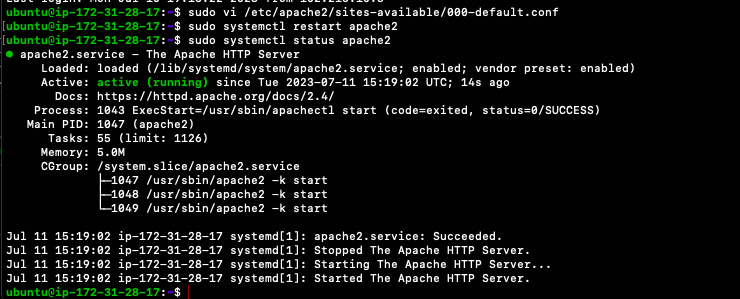 ubuntu@ip-172-31-28-17:~$ sudo vi /etc/apache2/sites-available/000-default.conf
[ubuntu@ip-172-31-28-17:~$ sudo systemctl restart apache2
[ubuntu@ip-172-31-28-17:~$ sudo systemctl status apache2
● apache2.service - The Apache HTTP Server
Loaded: loaded (/lib/systemd/system/apache2.service; enabled; vendor preset: enabled)
Active: active (running) since Tue 2023-07-11 15:19:02 UTC; 14s ago
Docs: https://httpd.apache.org/docs/2.4/
Process: 1043 ExecStart=/usr/sbin/apachectl start (code=exited, status=0/SUCCESS)
Main PID: 1047 (apache2)
Tasks: 55 (limit: 1126)
Memory: 5.0M
CGroup: /system.slice/apache2.service
├─1047 /usr/sbin/apache2 -k start
├─1048 /usr/sbin/apache2 -k start
└─1049 /usr/sbin/apache2 -k start
Jul 11 15:19:02 ip-172-31-28-17 systemd[1]: apache2.service: Succeeded.
Jul 11 15:19:02 ip-172-31-28-17 systemd[1]: Stopped The Apache HTTP Server.
Jul 11 15:19:02 ip-172-31-28-17 systemd[1]: Starting The Apache HTTP Server...
Jul 11 15:19:02 ip-172-31-28-17 systemd[1]: Started The Apache HTTP Server.
ubuntu@ip-172-31-28-17:~$